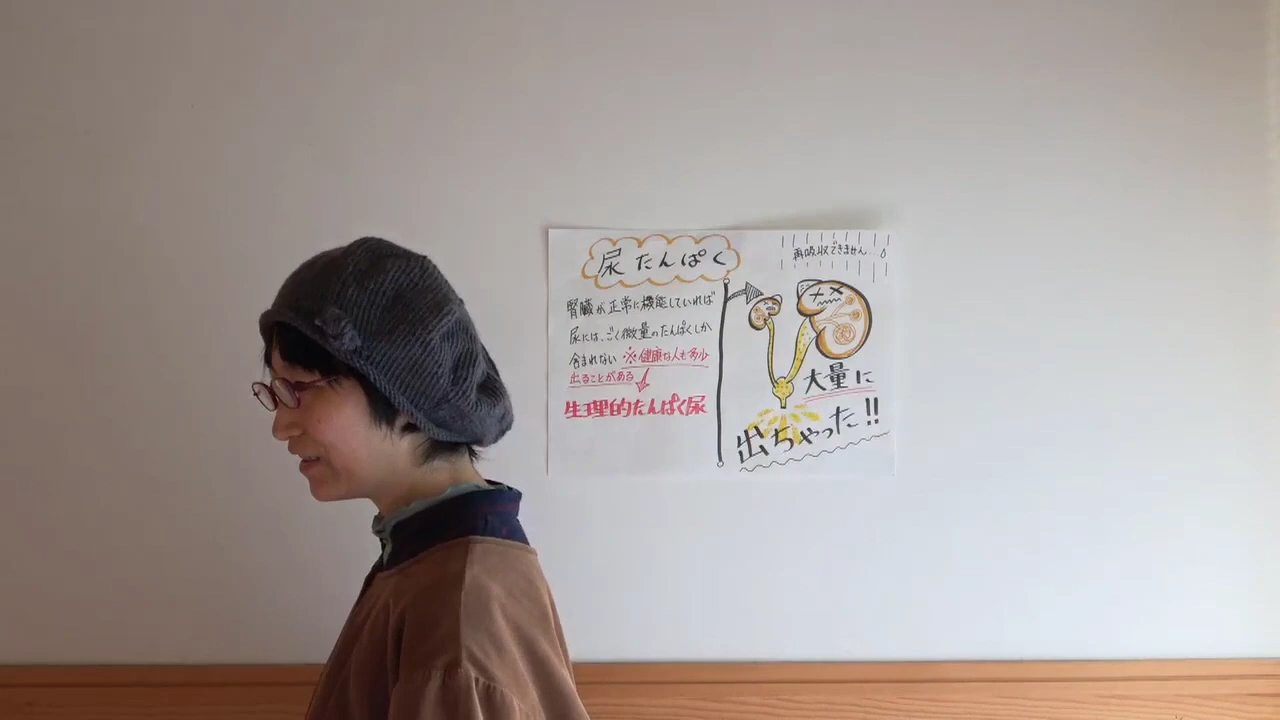 尿たんぱく
腎臓が正常に機能していれば
尿には、ごく微量のたんぱくしか
含まれない ※健康な人も多少
出ることがある
生理的たんぱく尿
再吸収できません
大量に
出ちゃった!!